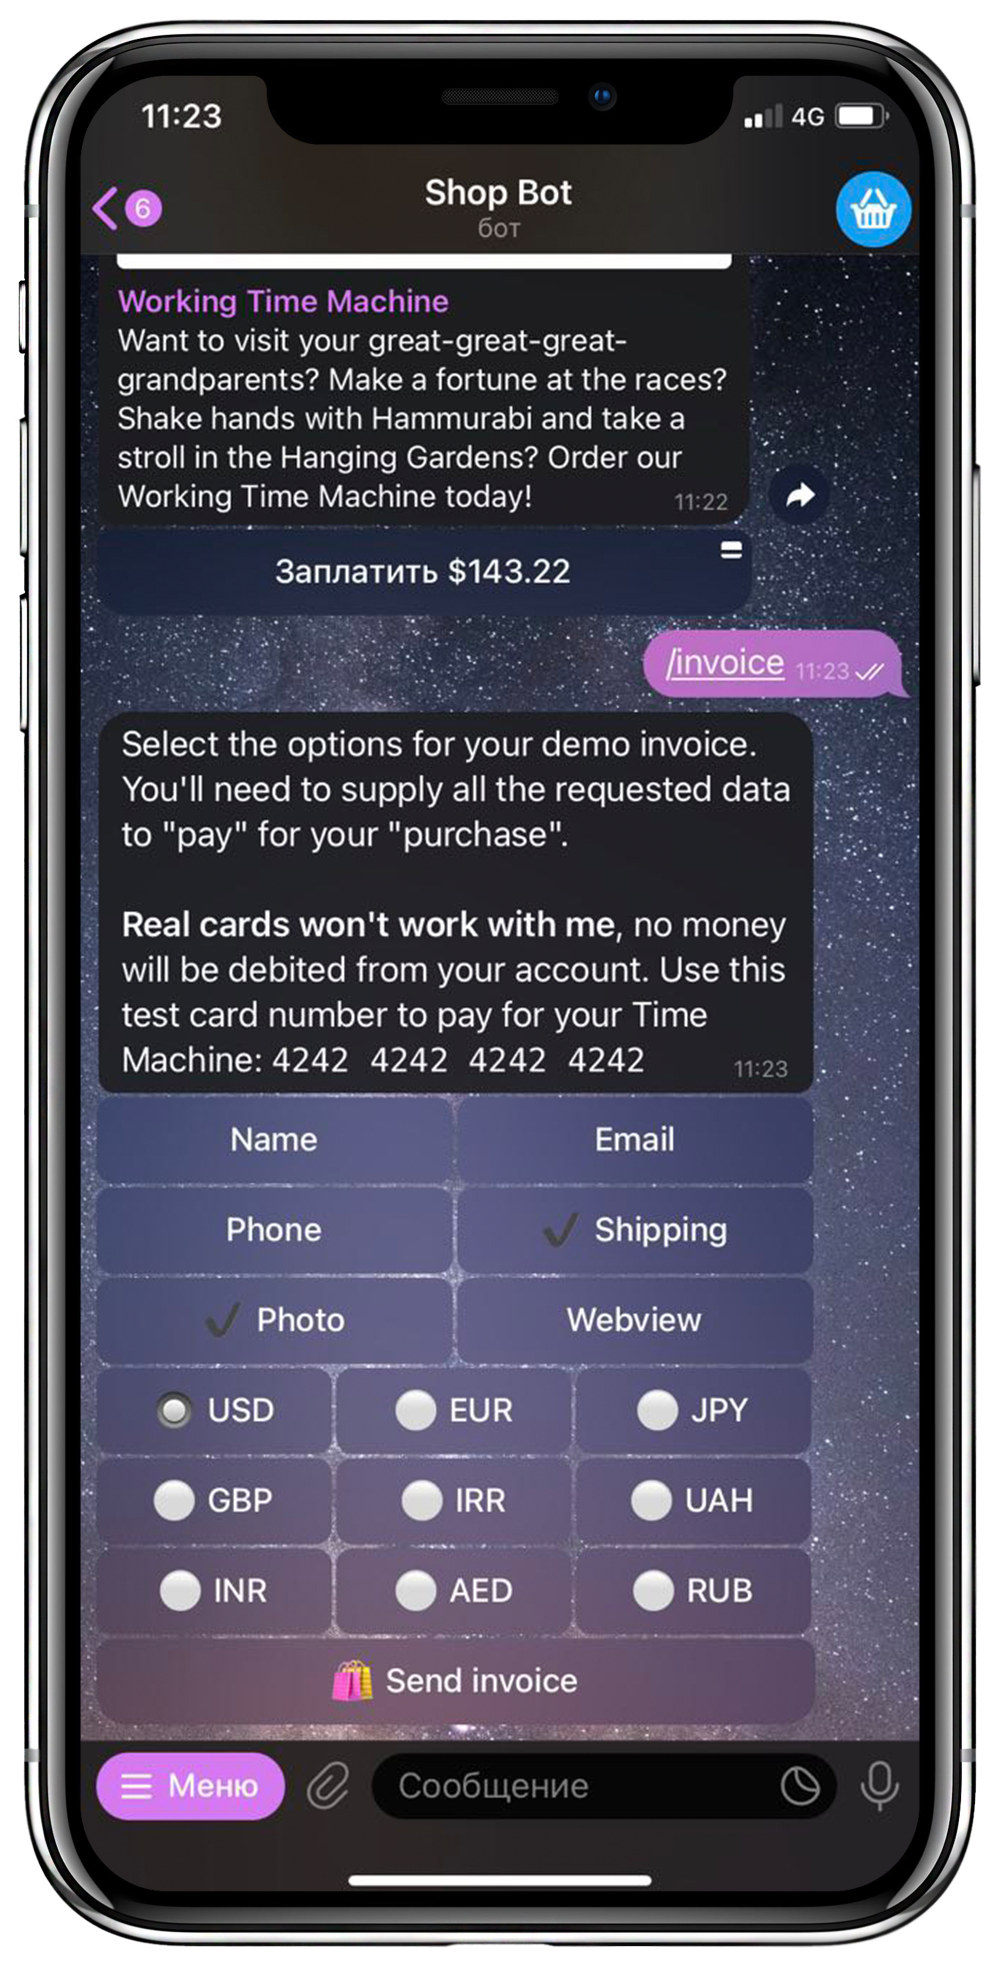 11:23
4G
6
Shop Bot
бот
Working Time Machine
Want to visit your great-great-great-
grandparents? Make a fortune at the races?
Shake hands with Hammurabi and take a
stroll in the Hanging Gardens? Order our
Working Time Machine today!
11:22
Заплатить $143.22
/invoice 11:23
Select the options for your demo invoice.
You'll need to supply all the requested data
to "pay" for your "purchase".
Real cards won't work with me, no money
will be debited from your account. Use this
test card number to pay for your Time
Machine: 4242 4242 4242 4242
11:23
Name
Email
Phone
Shipping
Photo
Webview
USD
EUR
JPY
GBP
IRR
UAH
INR
AED
RUB
Send invoice
Меню
Сообщение